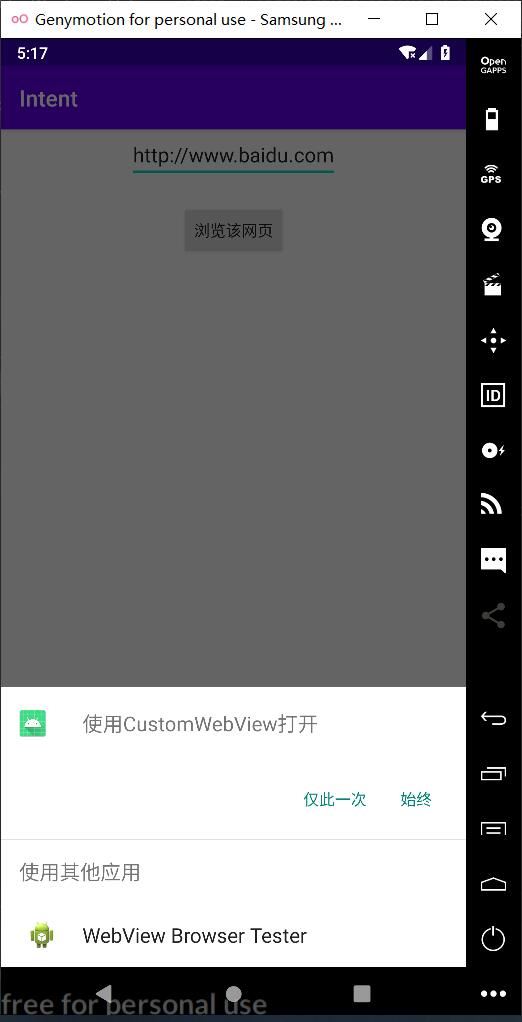 Genymotion for personal use - Samsung ...
5:17
Open
GAPPS
Intent
http://www.baidu.com
GPS
浏览该网页
ID
使用CustomWebView打开
仅此一次 始终
使用其他应用
WebView Browser Tester
free for personal use